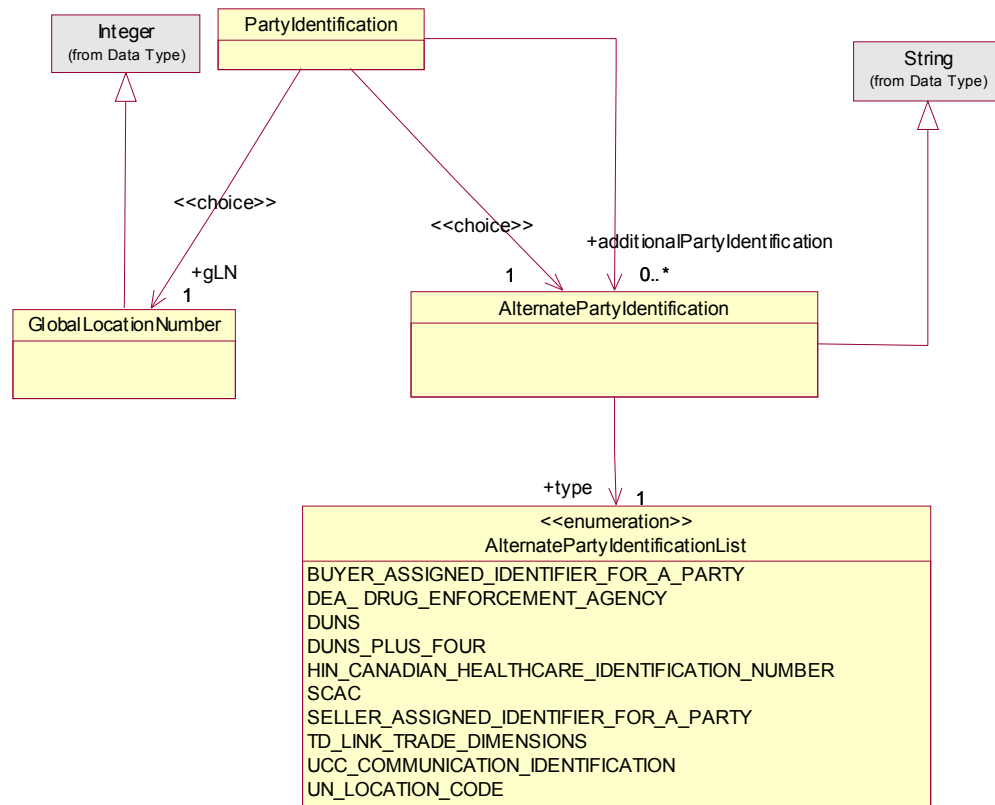 Integer
(from Data Type)
PartyIdentification
String
(from Data Type)
<<choice>>
<<choice>>
+additionalPartyIdentification
+gLN
1
1
0..*
GlobalLocationNumber
AlternatePartyIdentification
+type
1
<<enumeration>>
AlternatePartyIdentificationList
BUYER_ASSIGNED_IDENTIFIER_FOR_A_PARTY
DEA_ DRUG_ENFORCEMENT_AGENCY
DUNS
DUNS_PLUS_FOUR
HIN_CANADIAN_HEALTHCARE_IDENTIFICATION_NUMBER
SCAC
SELLER_ASSIGNED_IDENTIFIER_FOR_A_PARTY
TD_LINK_TRADE_DIMENSIONS
UCC_COMMUNICATION_IDENTIFICATION
UN_LOCATION_CODE